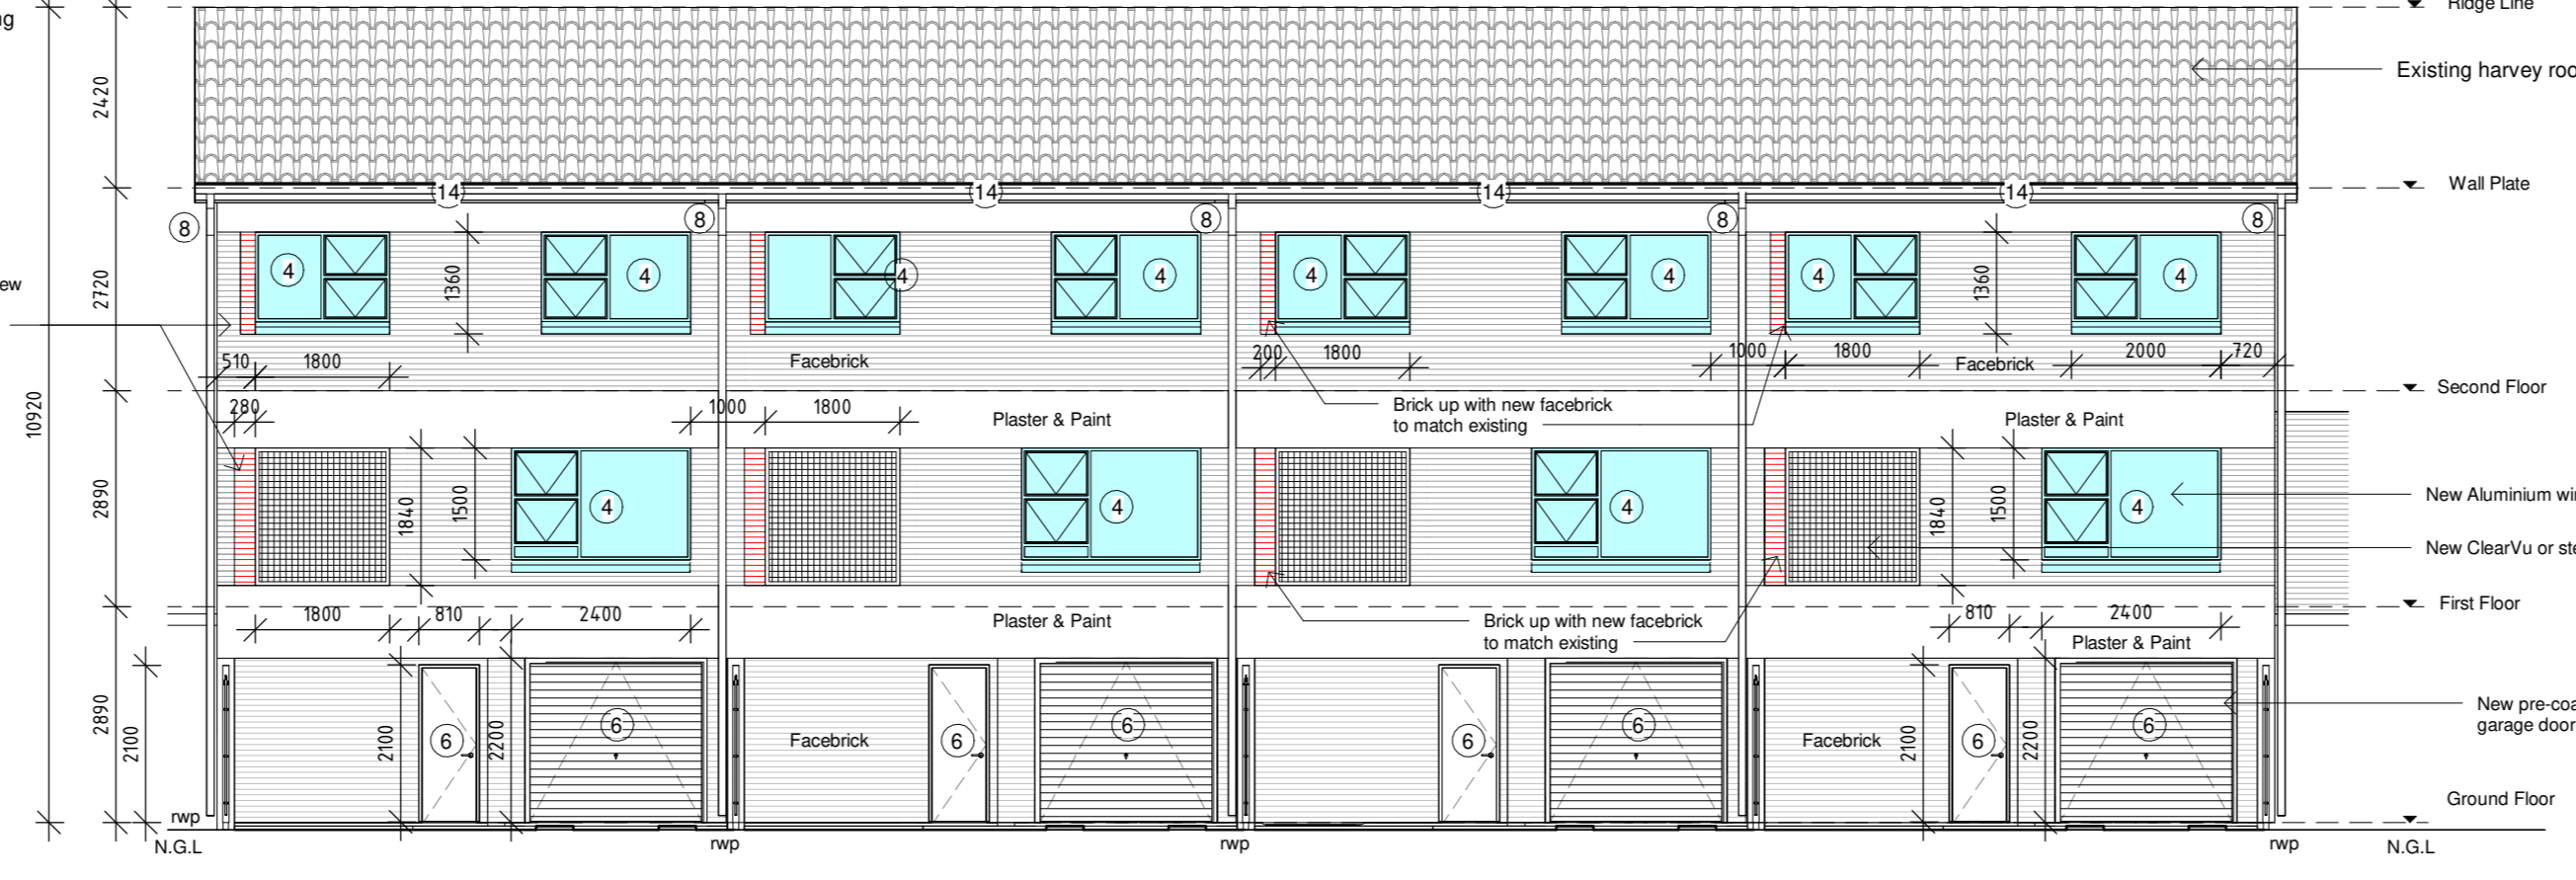 ng
Ridge Line
Existing harvey roo
2420
14
14
14
14
Wall Plate
8
8
8
8
8
4
4
4
4
4
4
4
4
1360
1360
2720
ew
510
1800
Facebrick
200
1800
1000
1800
Facebrick
2000
720
Second Floor
10920
280
1000
1800
Plaster & Paint
Brick up with new facebrick
to match existing
Plaster & Paint
2890
1840
1500
4
4
4
4
1840
1500
New Aluminium wi
New ClearVu or ste
First Floor
1800
810
2400
Plaster & Paint
Brick up with new facebrick
to match existing
810
2400
Plaster & Paint
2890
2100
2100
6
2200
6
Facebrick
6
6
6
6
Facebrick
2100
6
2200
6
New pre-coa
garage door
Ground Floor
rwp
N.G.L
rwp
rwp
rwp
N.G.L